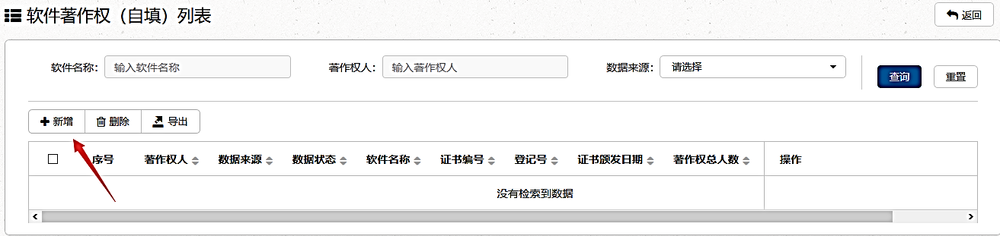 软件著作权（自填）列表 返回
软件名称: 输入软件名称 著作权人: 输入著作权人 数据来源: 请选择 查询 重置
新增 删除 导出
序号 著作权人 数据来源 数据状态 软件名称 证书编号 登记号 证书颁发日期 著作权总人数 操作
没有检索到数据